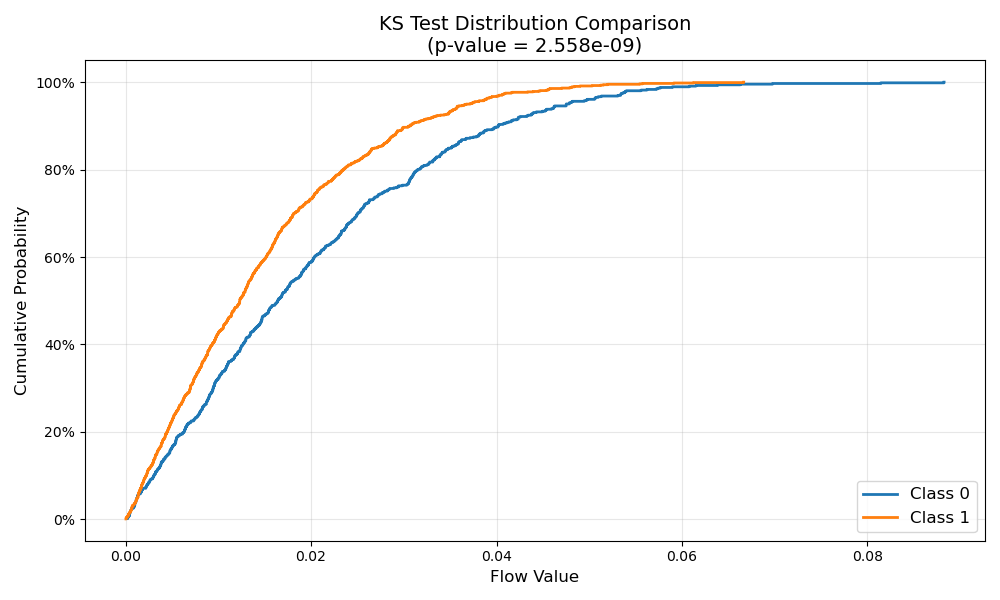 KS Test Distribution Comparison
(p-value = 2.558e-09)
Cumulative Probability
100%
80%
60%
40%
20%
0%
0.00
0.02
0.04
0.06
0.08
Flow Value
Class 0
Class 1